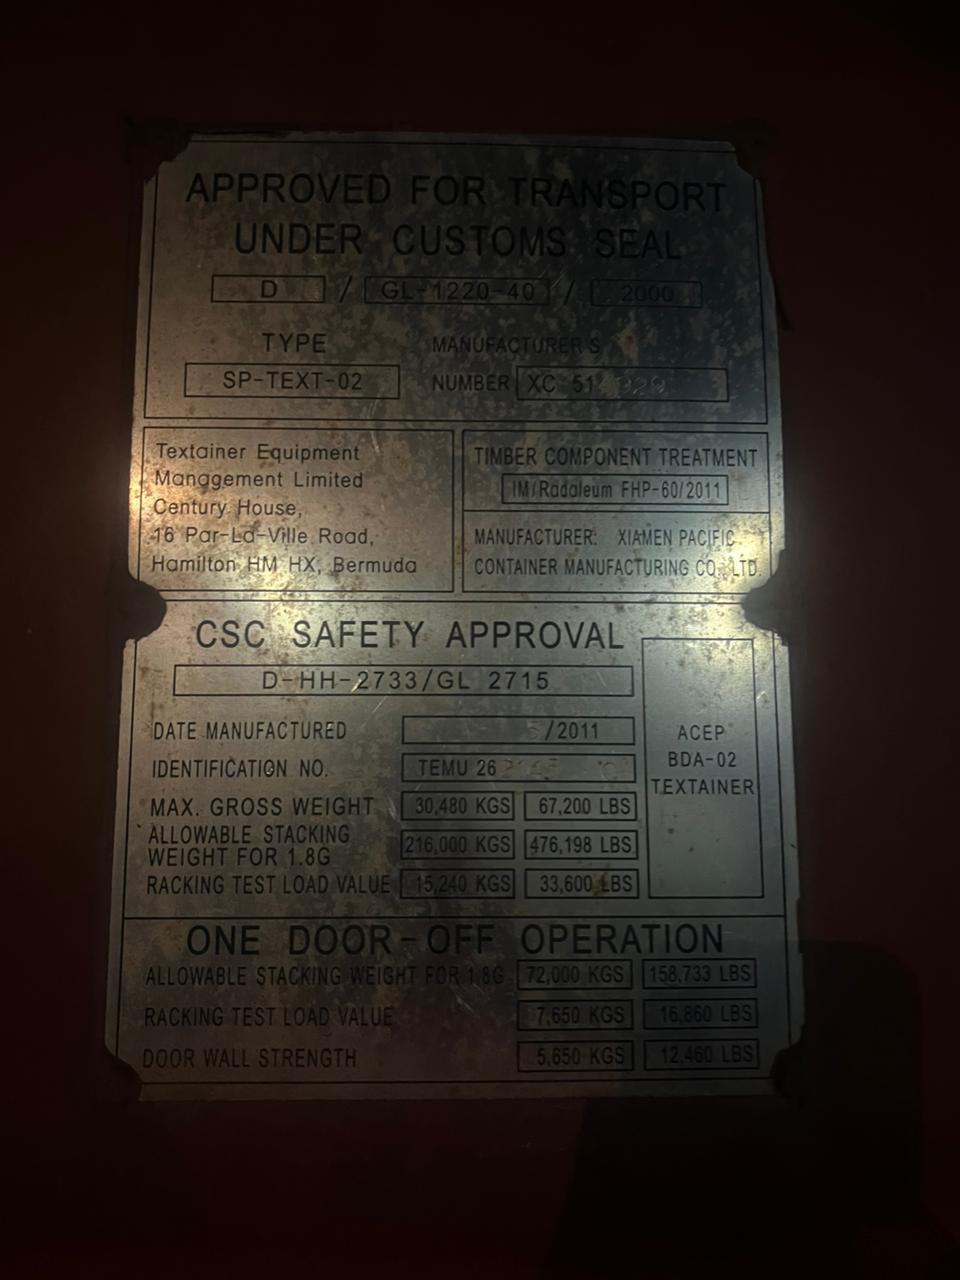 APPROVED FOR TRANSPORT
UNDER CUSTOMS SEAL
D / GL-1220-40 / 2000
TYPE
SP-TEXT-02
MANUFACTURER'S
NUMBER XC 51
Textainer Equipment
Management Limited
Century House,
16 Par-La-Ville Road,
Hamilton HM HX, Bermuda
TIMBER COMPONENT TREATMENT
IM/Radaleum FHP-60/2011
MANUFACTURER: XIAMEN PACIFIC
CONTAINER MANUFACTURING CO., LTD.
CSC SAFETY APPROVAL
D-HH-2733/GL 2715
DATE MANUFACTURED /2011
IDENTIFICATION NO. TEMU 26
MAX. GROSS WEIGHT 30,480 KGS 67,200 LBS
ALLOWABLE STACKING
WEIGHT FOR 1.8G 216,000 KGS 476,198 LBS
RACKING TEST LOAD VALUE 15,240 KGS 33,600 LBS
ACEP
BDA-02
TEXTAINER
ONE DOOR-OFF OPERATION
ALLOWABLE STACKING WEIGHT FOR 1.8G 72,000 KGS 158,733 LBS
RACKING TEST LOAD VALUE 7,650 KGS 16,860 LBS
DOOR WALL STRENGTH 5,650 KGS 12,460 LBS